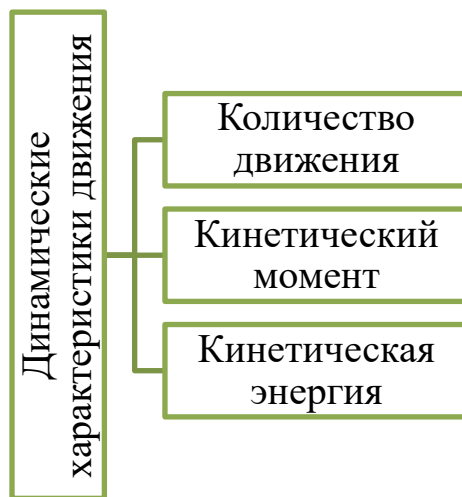 Динамические
характеристики движения
Количество
движения
Кинетический
момент
Кинетическая
энергия